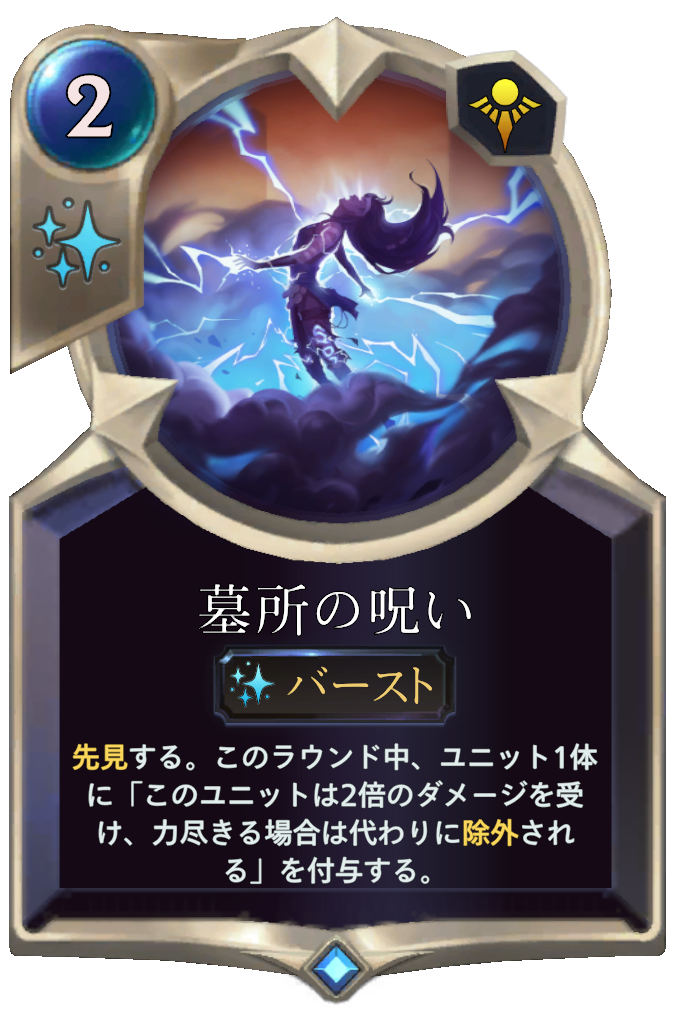 2
墓所の呪い
バースト
先見する。このラウンド中、ユニット1体
に「このユニットは2倍のダメージを受
け、力尽きる場合は代わりに除外され
る」を付与する。